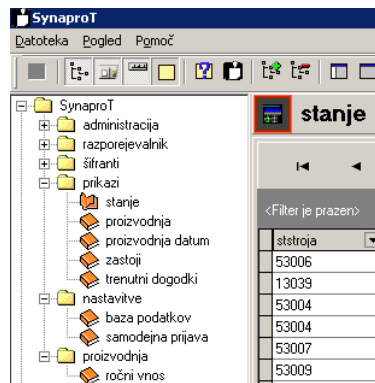 SynaproT
Datoteka Pogled Pomoč
SynaproT
administracija
razporejevalnik
šifranti
prikazi
stanje
proizvodnja
proizvodnja datum
zastoji
trenutni dogodki
nastavitve
baza podatkov
samodejna prijava
proizvodnja
ročni vnos
stanje
<Filter je prazen>
ststroja
53006
13039
53004
53004
53007
53009